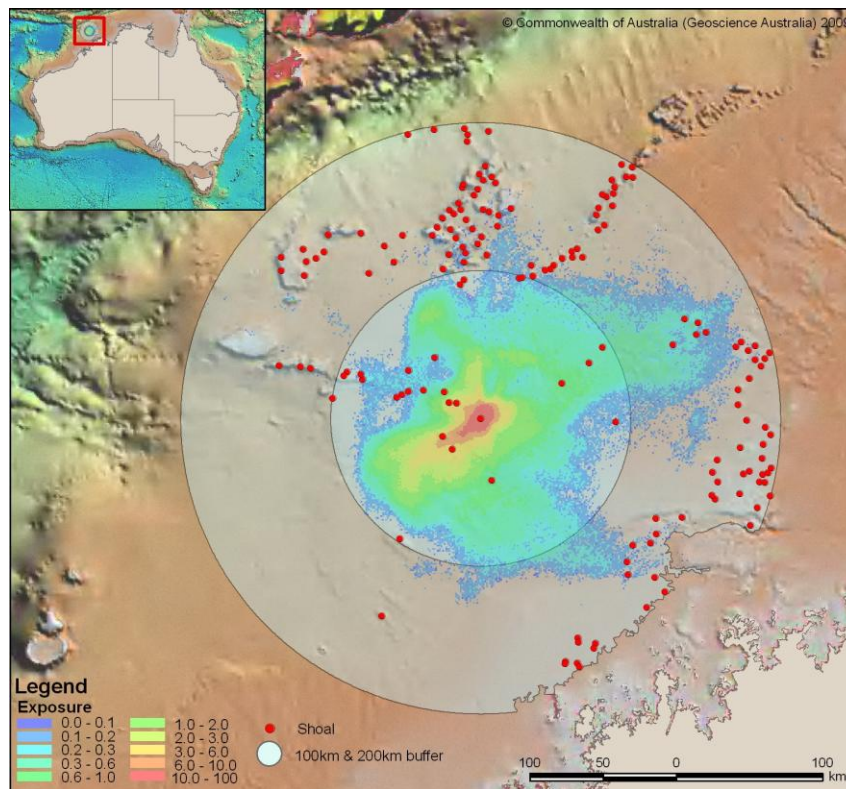 © Commonwealth of Australia (Geoscience Australia) 2009
Legend
Exposure
0.0 - 0.1
0.1 - 0.2
0.2 - 0.3
0.3 - 0.6
0.6 - 1.0
1.0 - 2.0
2.0 - 3.0
3.0 - 6.0
6.0 - 10.0
10.0 - 100
Shoal
100km & 200km buffer
100 50 0 100
km